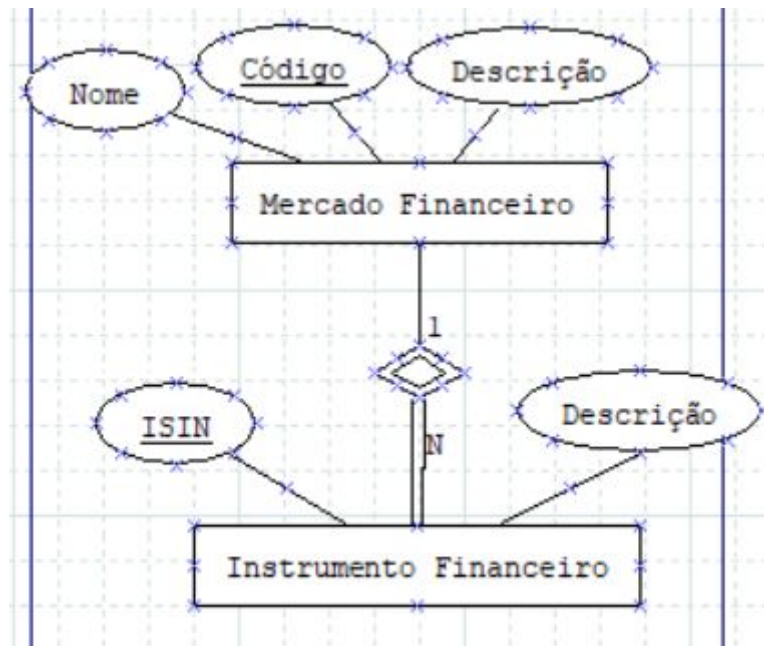 Nome
Código
Descrição
Mercado Financeiro
1
N
ISIN
Descrição
Instrumento Financeiro